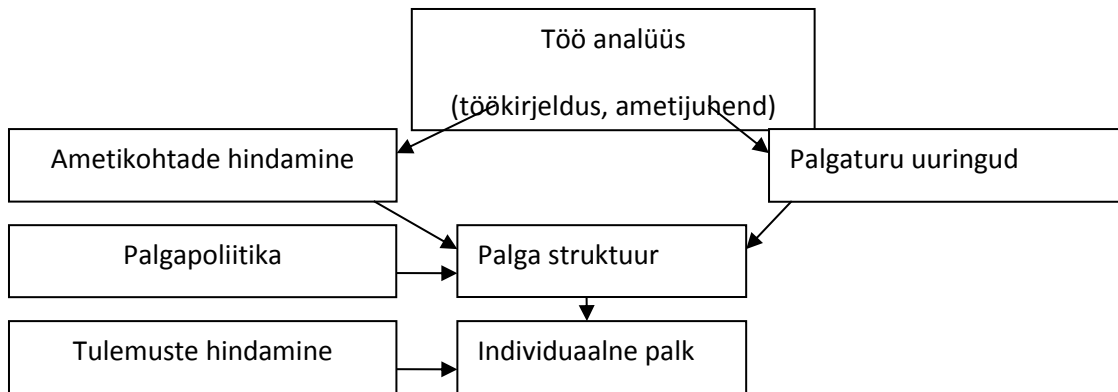 Töö analüüs
(töökirjeldus, ametijuhend)
Ametikohtade hindamine
Palgaturu uuringud
Palgapoliitika
Palga struktuur
Tulemuste hindamine
Individuaalne palk